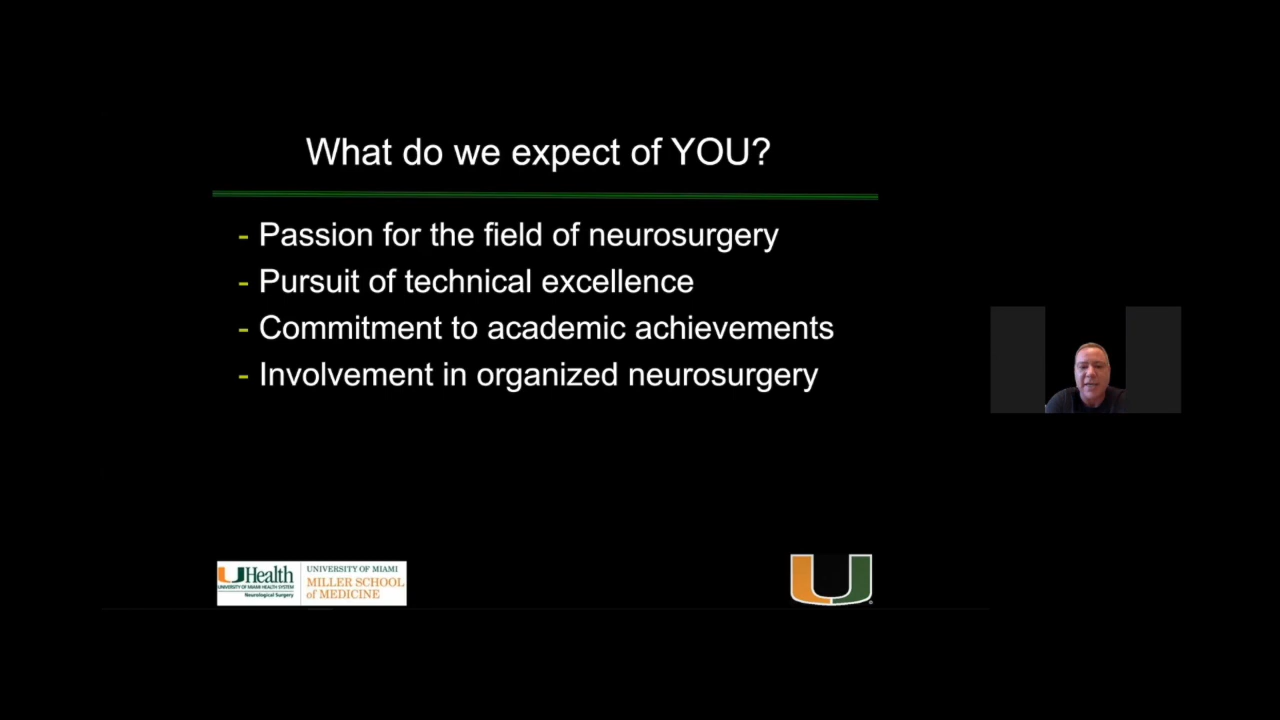 What do we expect of YOU?
- Passion for the field of neurosurgery
- Pursuit of technical excellence
- Commitment to academic achievements
- Involvement in organized neurosurgery
UHealth
UNIVERSITY OF MIAMI HEALTH SYSTEM
Neurological Surgery
UNIVERSITY OF MIAMI
MILLER SCHOOL
of MEDICINE
U